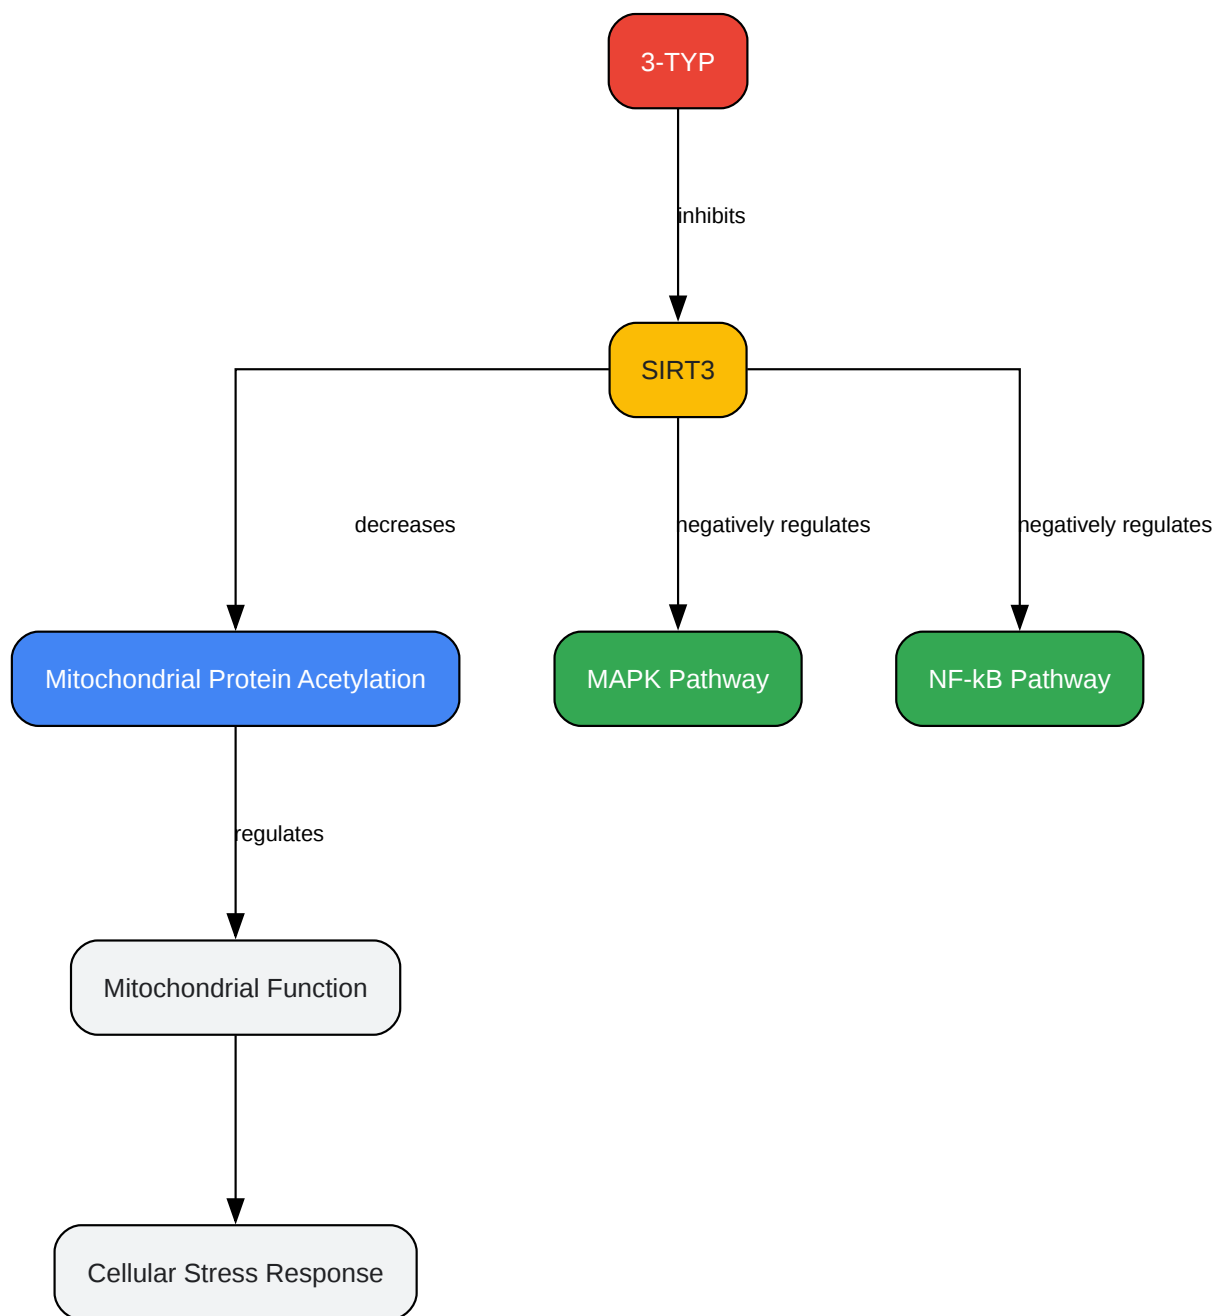 3-TYP
inhibits
SIRT3
decreases
negatively regulates
negatively regulates
Mitochondrial Protein Acetylation
MAPK Pathway
NF-kB Pathway
regulates
Mitochondrial Function
Cellular Stress Response